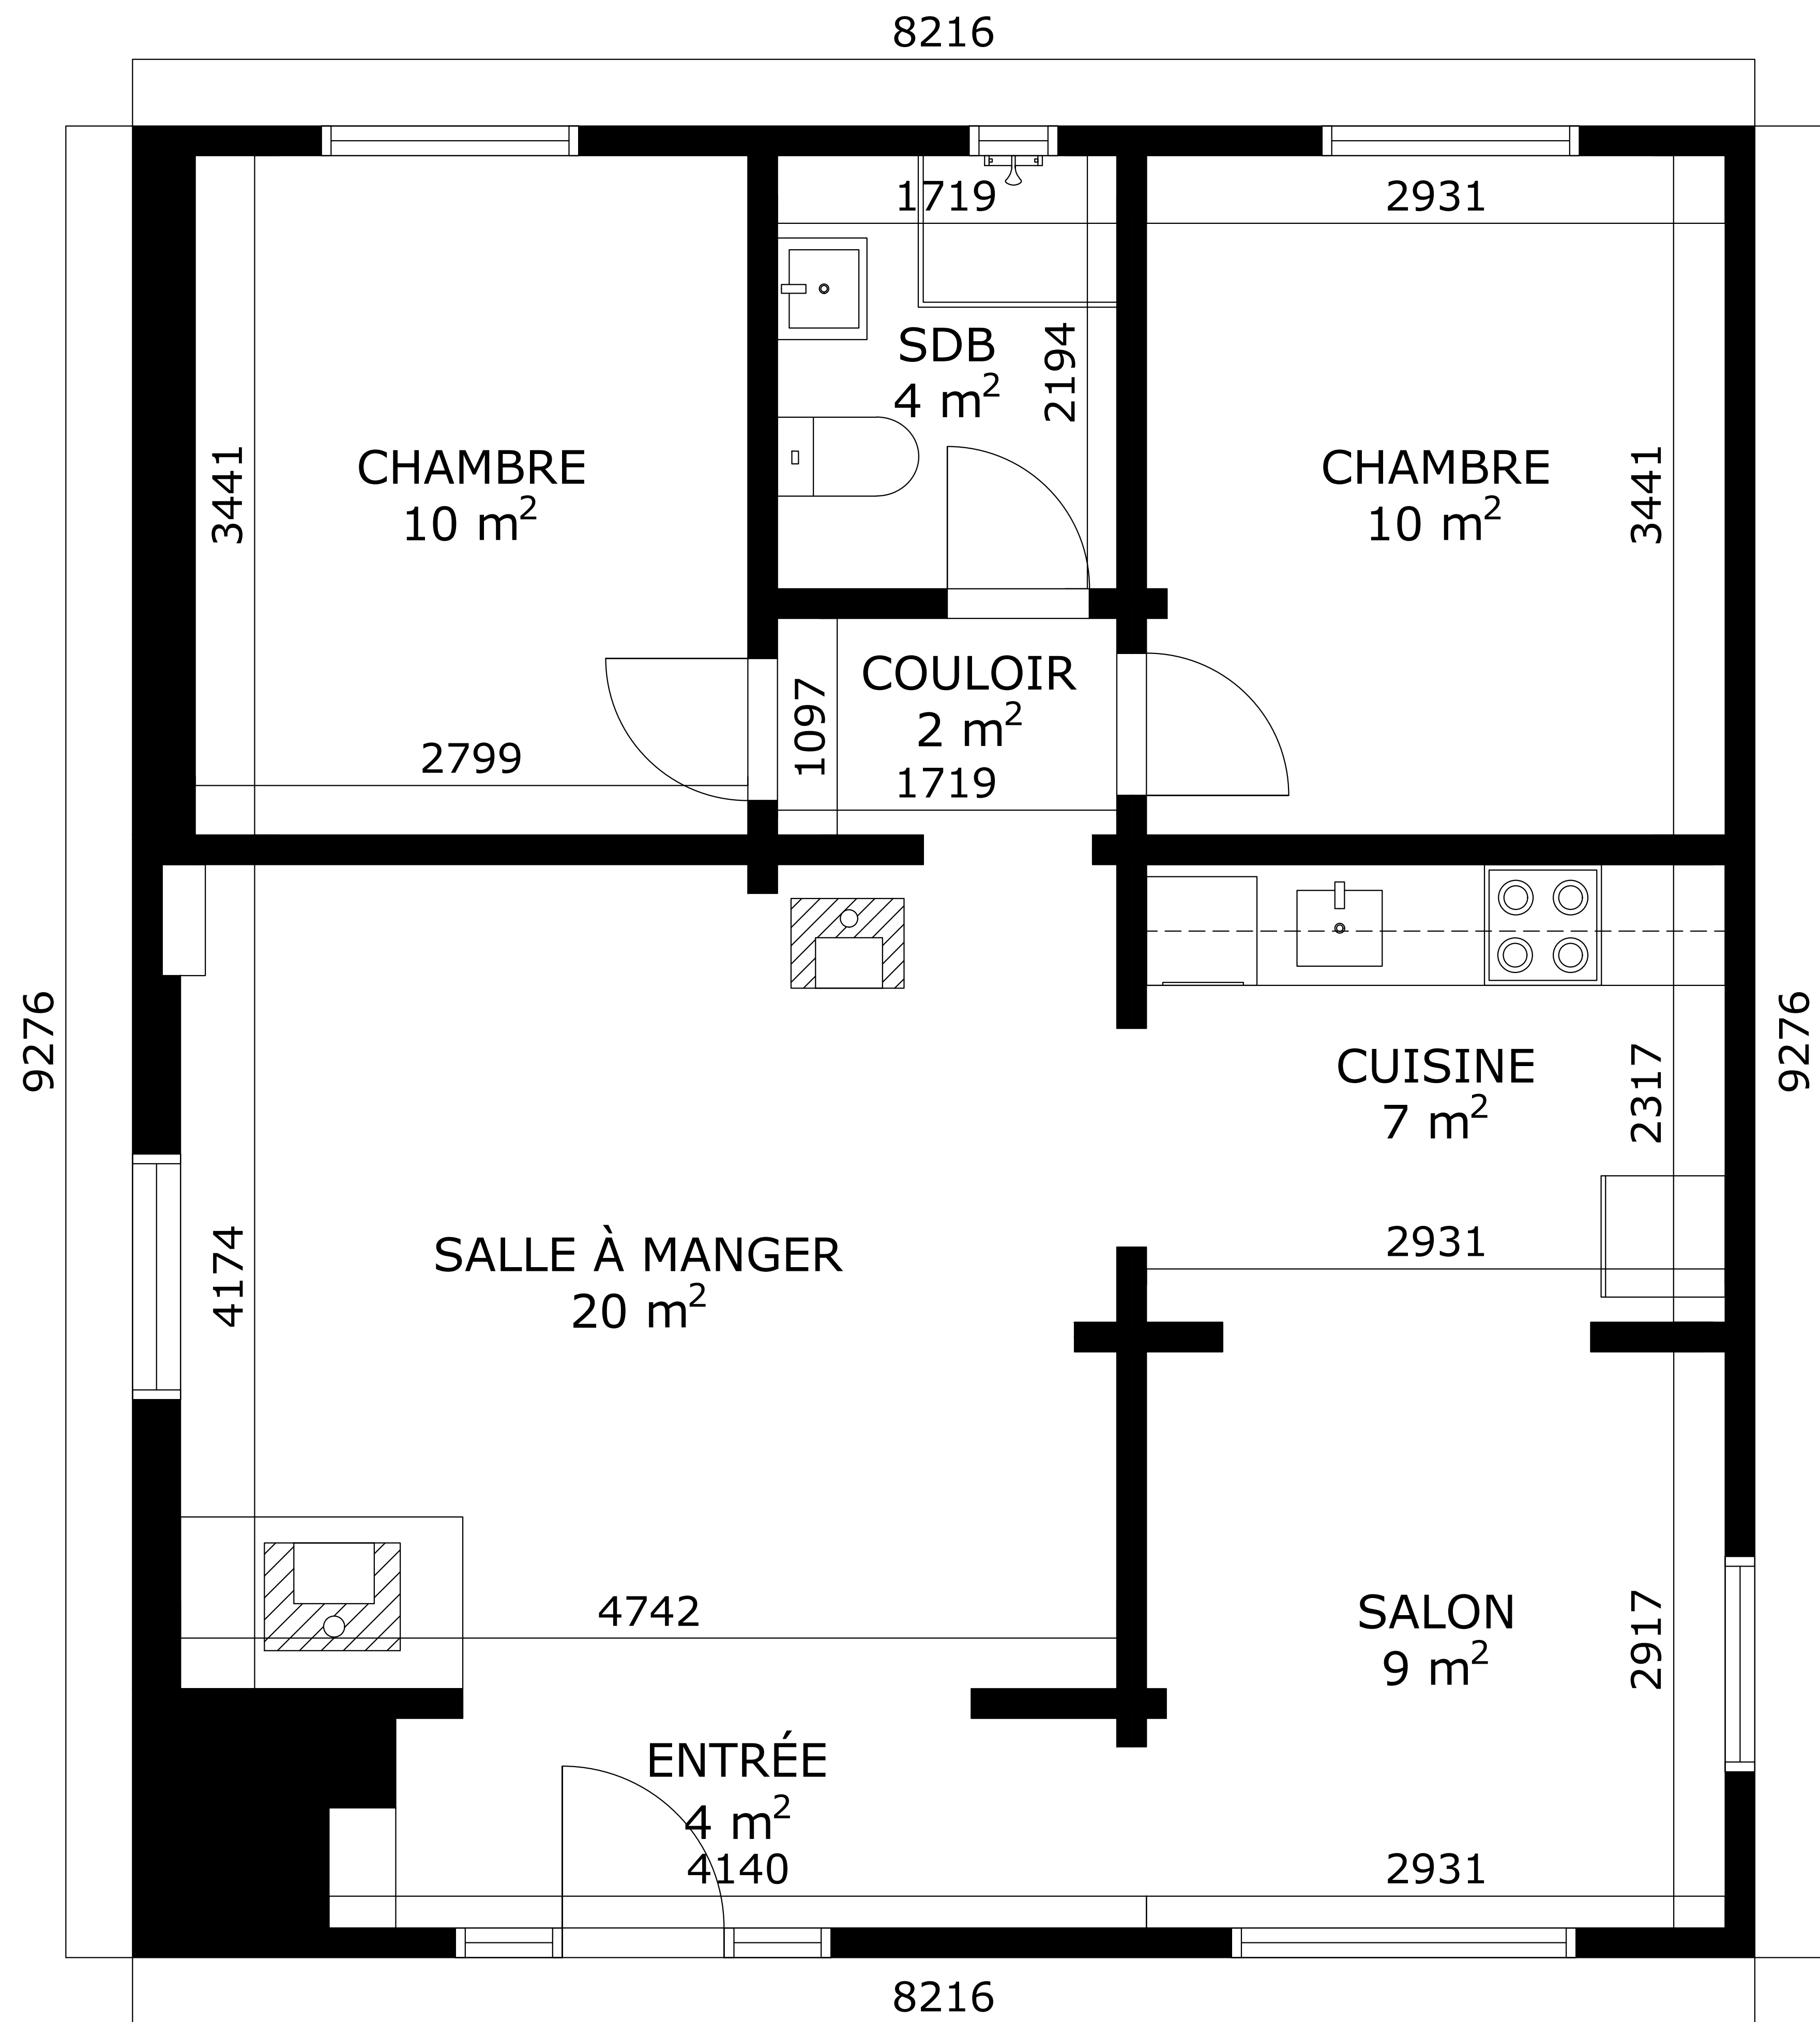 8216
1719
2931
SDB
4 m²
2194
CHAMBRE
10 m²
3441
CHAMBRE
10 m²
3441
COULOIR
2 m²
1097
1719
2799
9276
9276
CUISINE
7 m²
2317
2931
SALLE À MANGER
20 m²
4174
4742
SALON
9 m²
2917
ENTRÉE
4 m²
4140
2931
8216